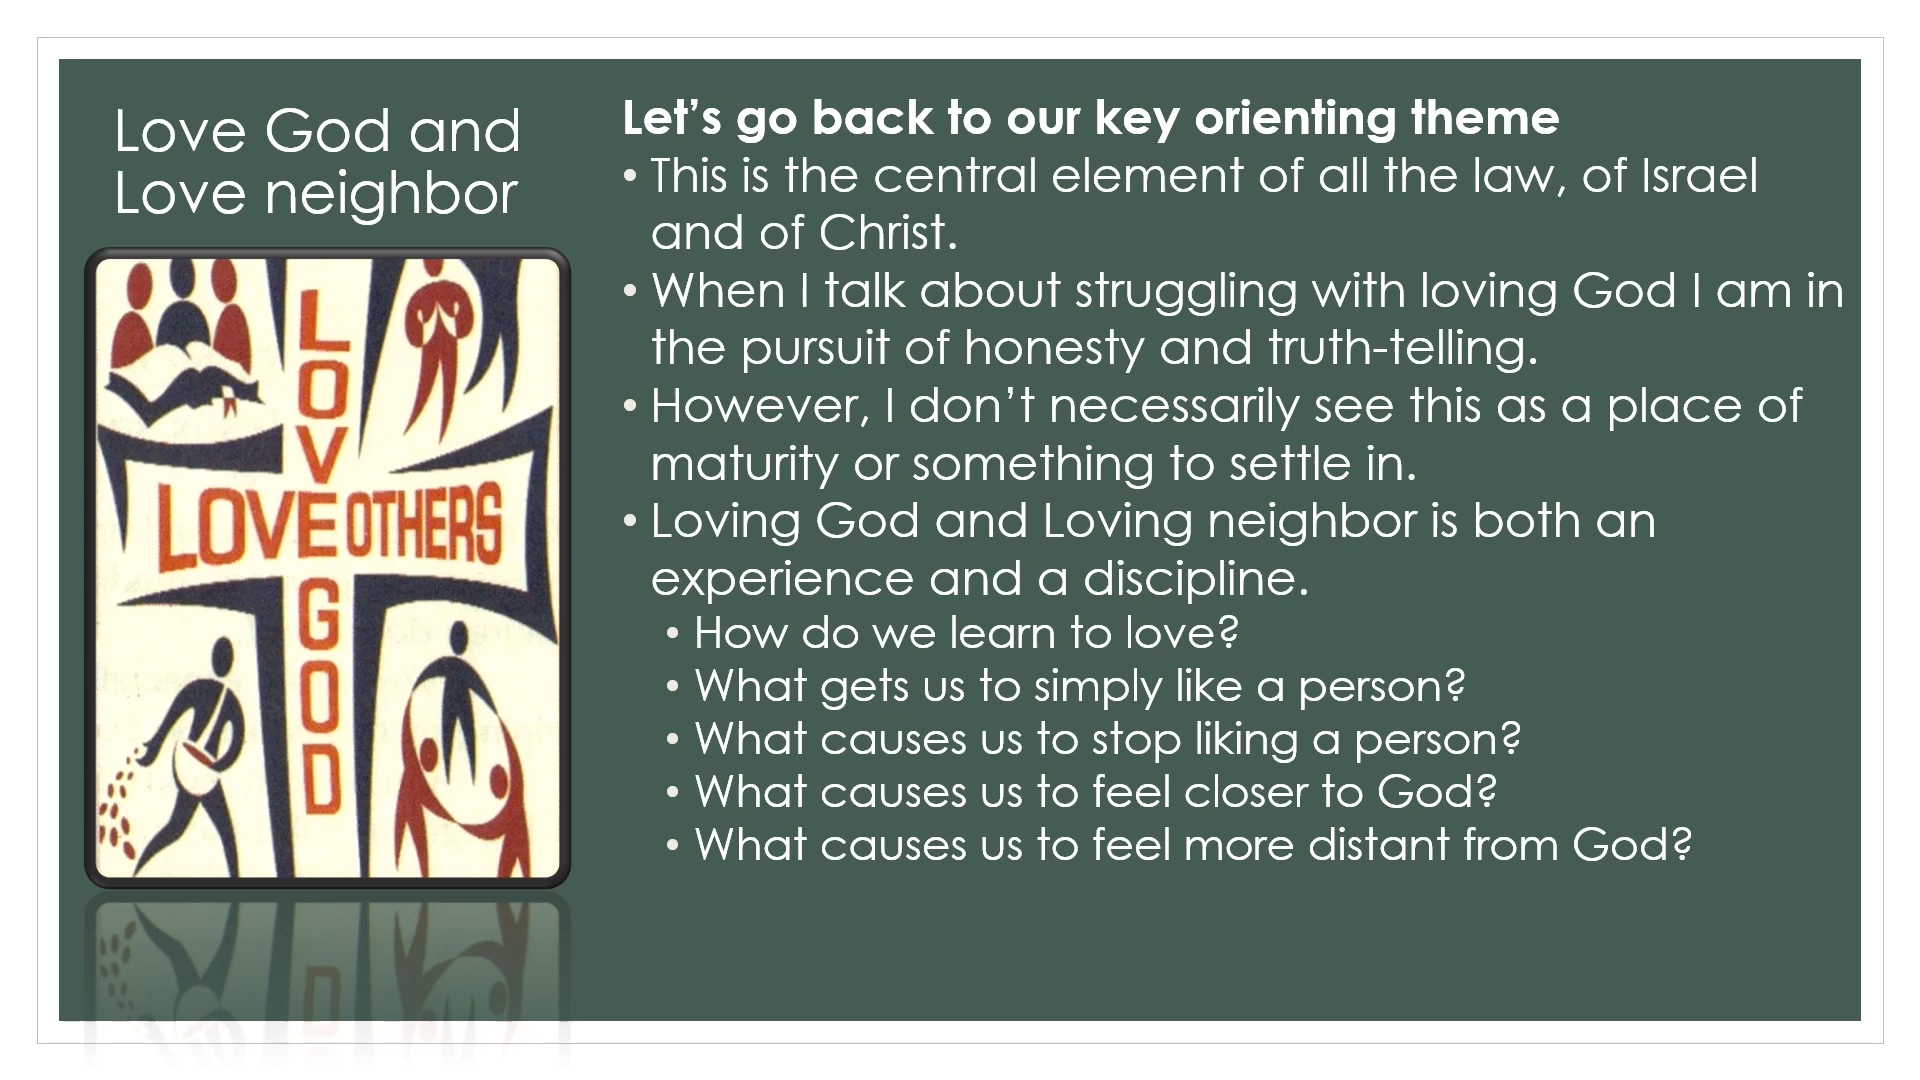 Love God and
Love neighbor
LOVE GOD
LOVE OTHERS
Let’s go back to our key orienting theme
• This is the central element of all the law, of Israel
and of Christ.
• When I talk about struggling with loving God I am in
the pursuit of honesty and truth-telling.
• However, I don’t necessarily see this as a place of
maturity or something to settle in.
• Loving God and Loving neighbor is both an
experience and a discipline.
• How do we learn to love?
• What gets us to simply like a person?
• What causes us to stop liking a person?
• What causes us to feel closer to God?
• What causes us to feel more distant from God?